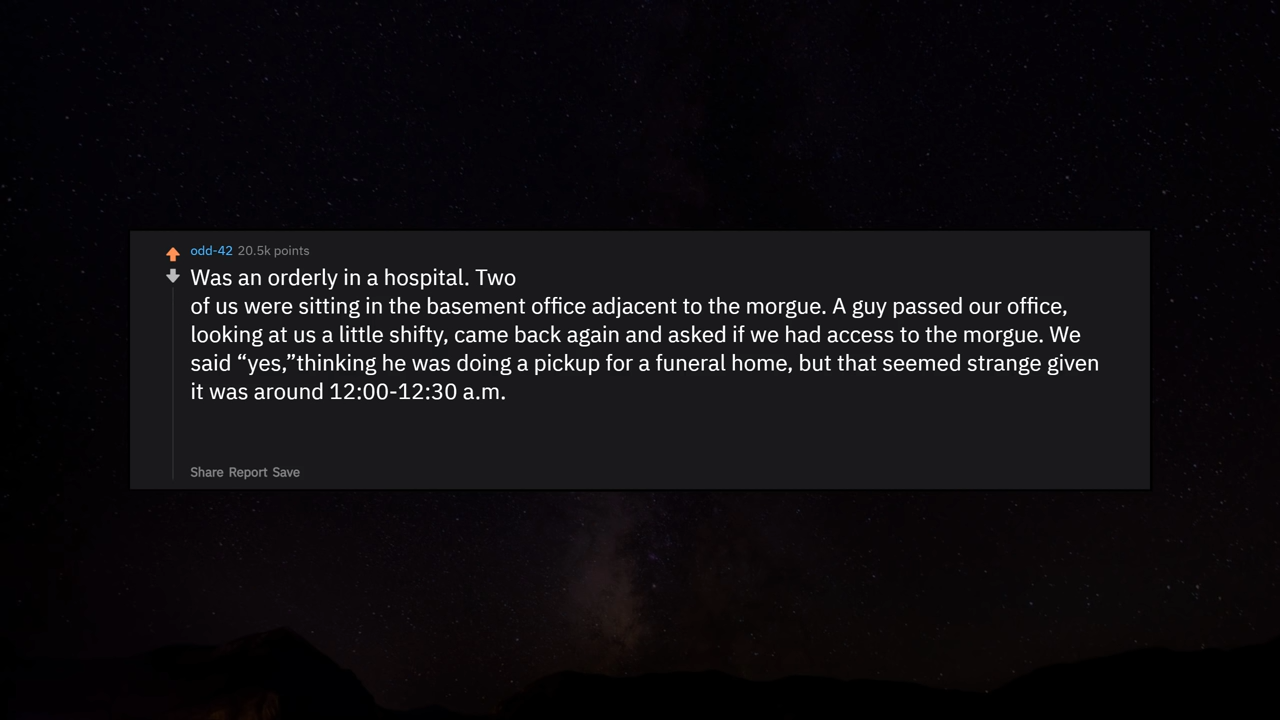 odd-42 20.5k points
Was an orderly in a hospital. Two
of us were sitting in the basement office adjacent to the morgue. A guy passed our office,
looking at us a little shifty, came back again and asked if we had access to the morgue. We
said “yes,”thinking he was doing a pickup for a funeral home, but that seemed strange given
it was around 12:00-12:30 a.m.
Share Report Save